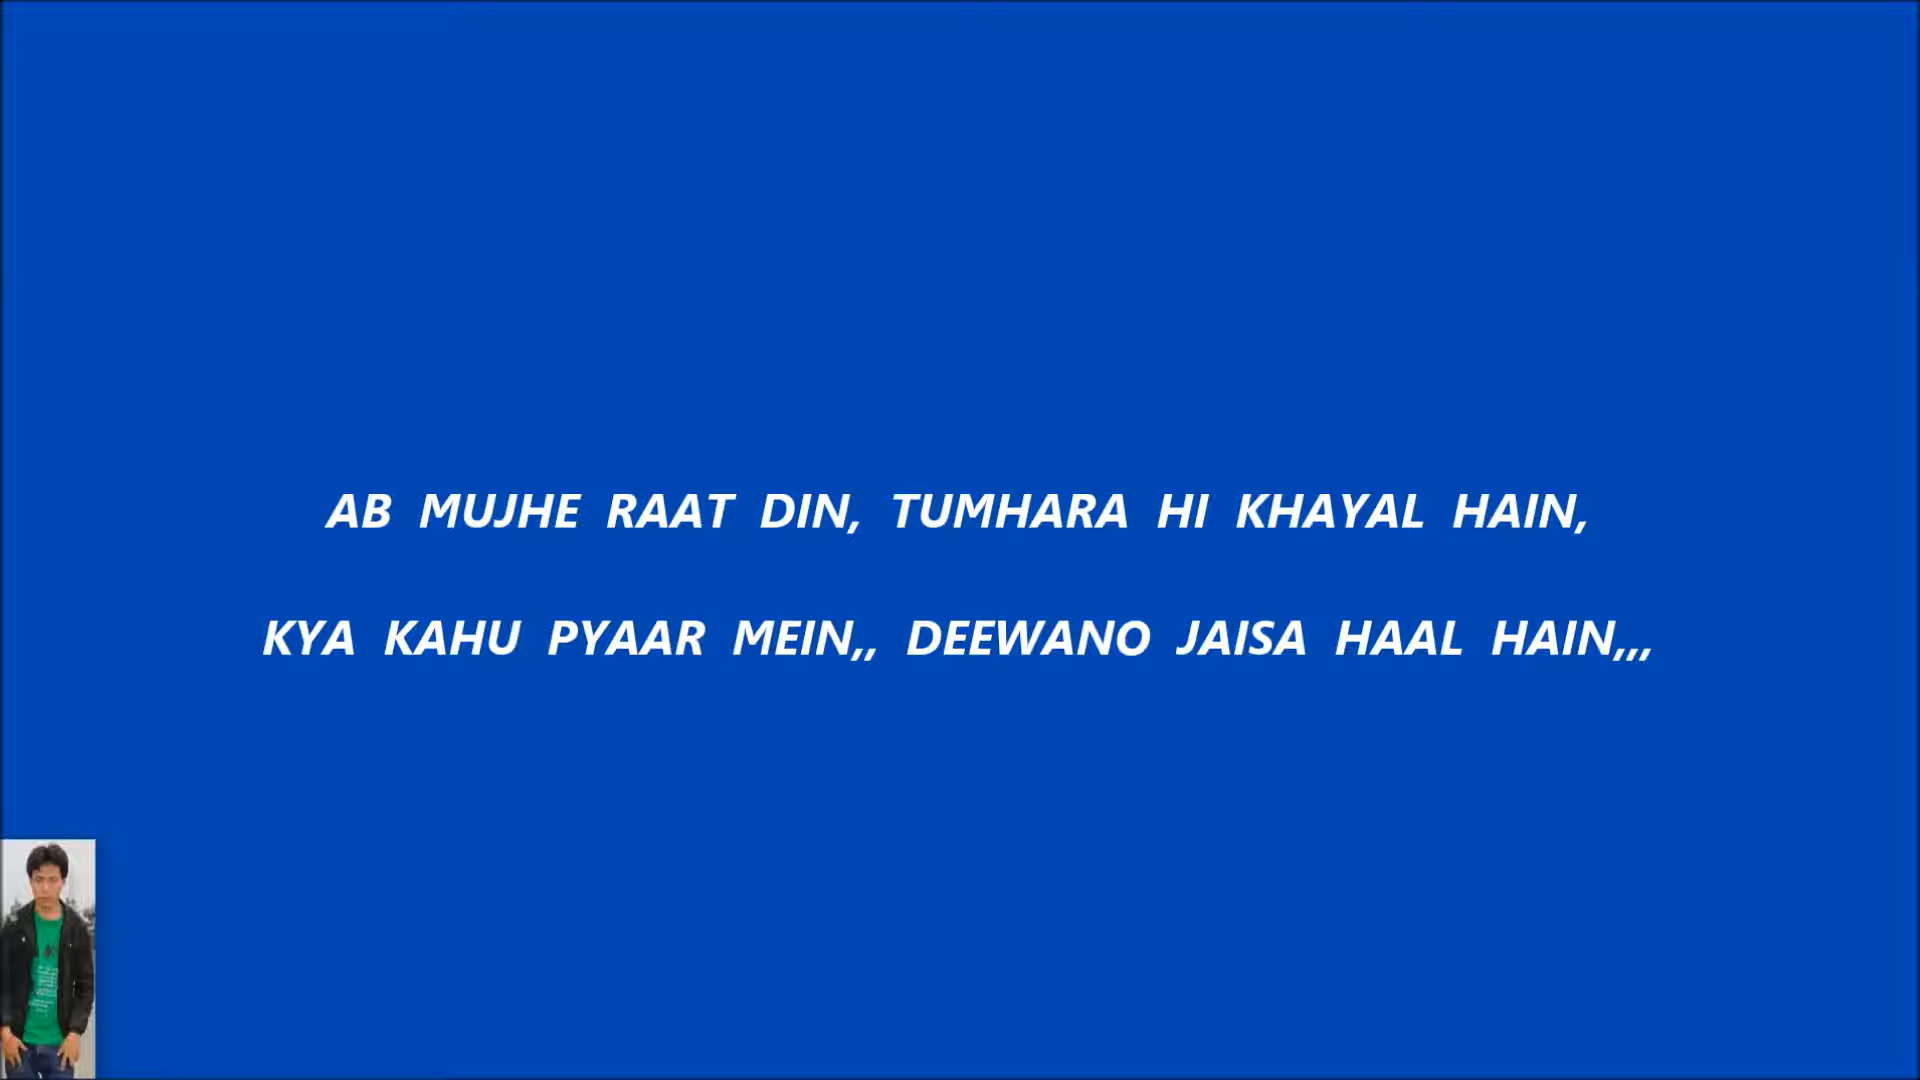 AB MUJHE RAAT DIN, TUMHARA HI KHAYAL HAIN,
KYA KAHU PYAAR MEIN,, DEEWANO JAISA HAAL HAIN,,,